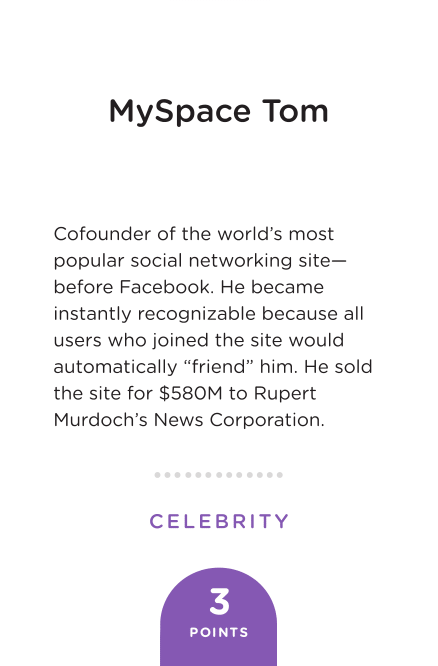 MySpace Tom
Cofounder of the world’s most
popular social networking site—
before Facebook. He became
instantly recognizable because all
users who joined the site would
automatically “friend” him. He sold
the site for $580M to Rupert
Murdoch’s News Corporation.
CELEBRITY
3
POINTS